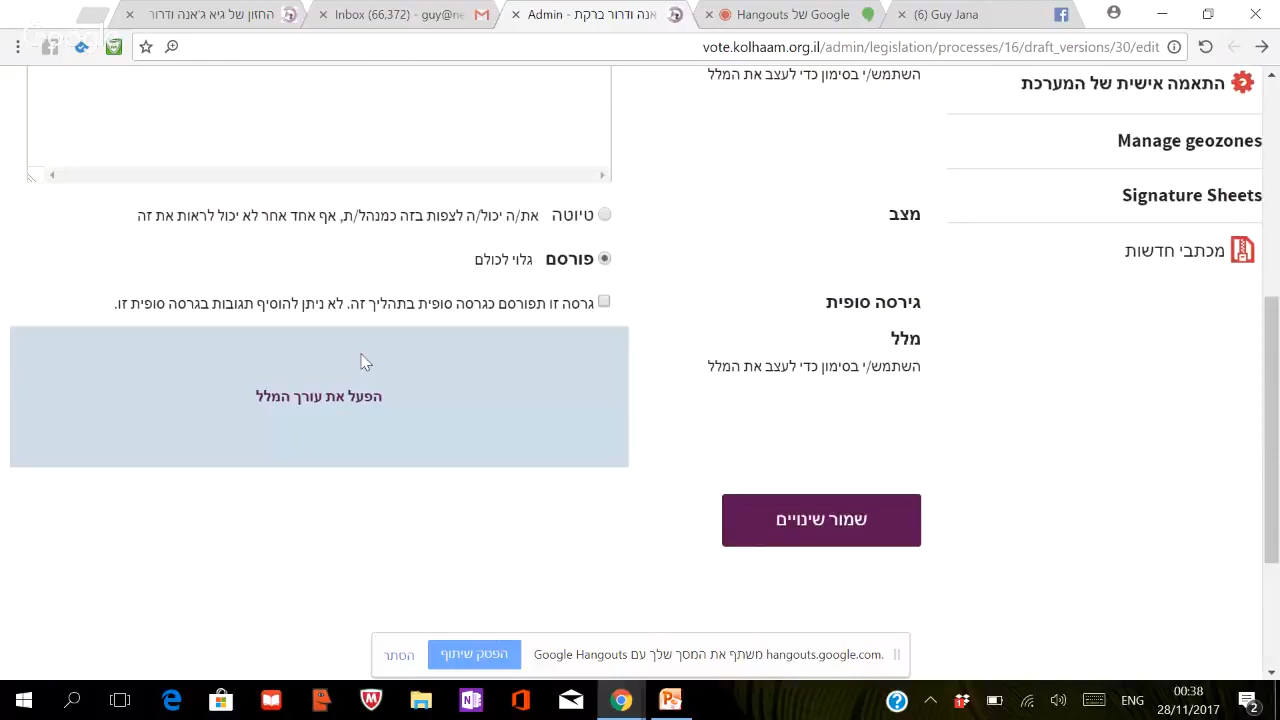 החזון של גיא ג'אנה ודרור
Inbox (66,372) - guy@n
Admin - אנה ודרור ברקת
Hangouts של Google
(6) Guy Jana
vote.kolhaam.org.il/admin/legislation/processes/16/draft_versions/30/edit
התאמה אישית של המערכת
Manage geozones
Signature Sheets
מכתבי חדשות
השתמש/י בסימון כדי לעצב את המלל
מצב
טיוטה את/ה יכול/ה לצפות בזה כמנהל/ת, אף אחד אחר לא יכול לראות את זה
פורסם גלוי לכולם
גירסה סופית
גרסה זו תפורסם כגרסה סופית בתהליך זה. לא ניתן להוסיף תגובות בגרסה סופית זו.
מלל
השתמש/י בסימון כדי לעצב את המלל
הפעל את עורך המלל
שמור שינויים
Google Hangouts משתף את המסך שלך עם hangouts.google.com.
הפסק שיתוף
הסתר
ENG
00:38
28/11/2017
2